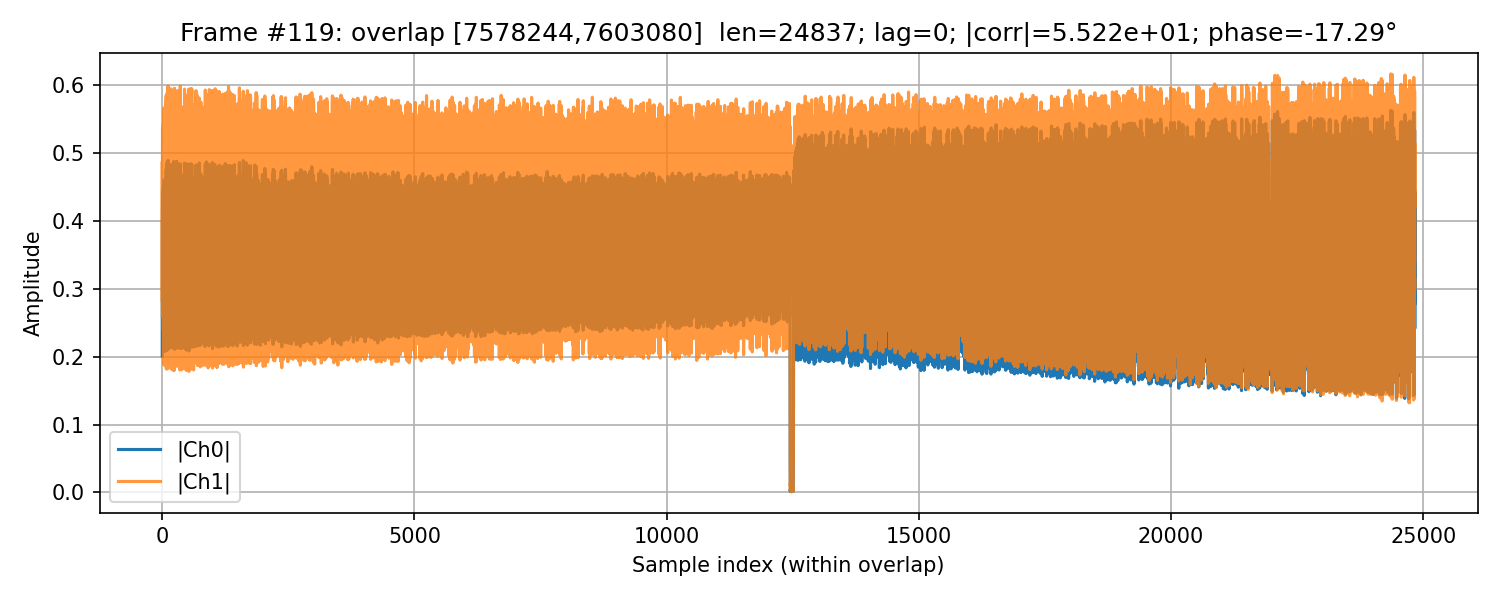 Frame #119: overlap [7578244,7603080]  len=24837; lag=0; |corr|=5.522e+01; phase=-17.29°
Amplitude
0.6
0.5
0.4
0.3
0.2
0.1
0.0
|Ch0|
|Ch1|
0 5000 10000 15000 20000 25000
Sample index (within overlap)